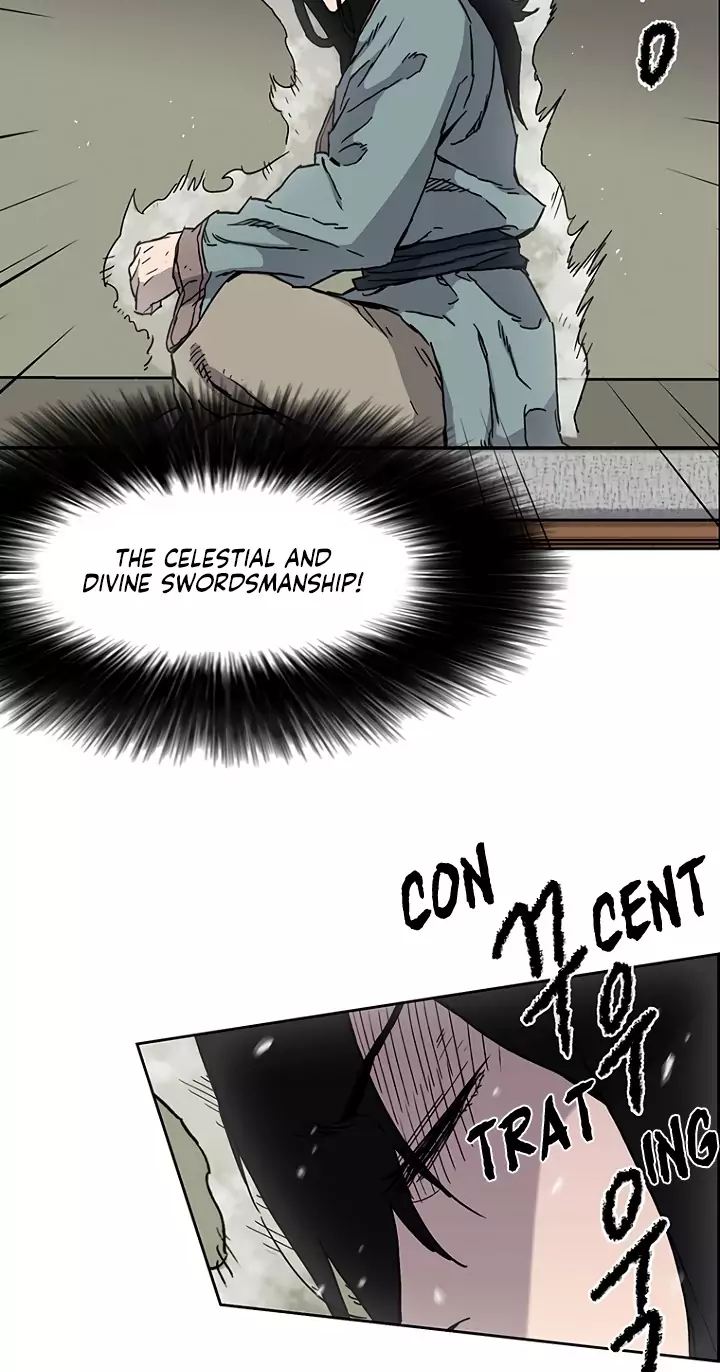 THE CELESTIAL AND
DIVINE SWORDSMANSHIP!
CON
CENT
TRAT
ING